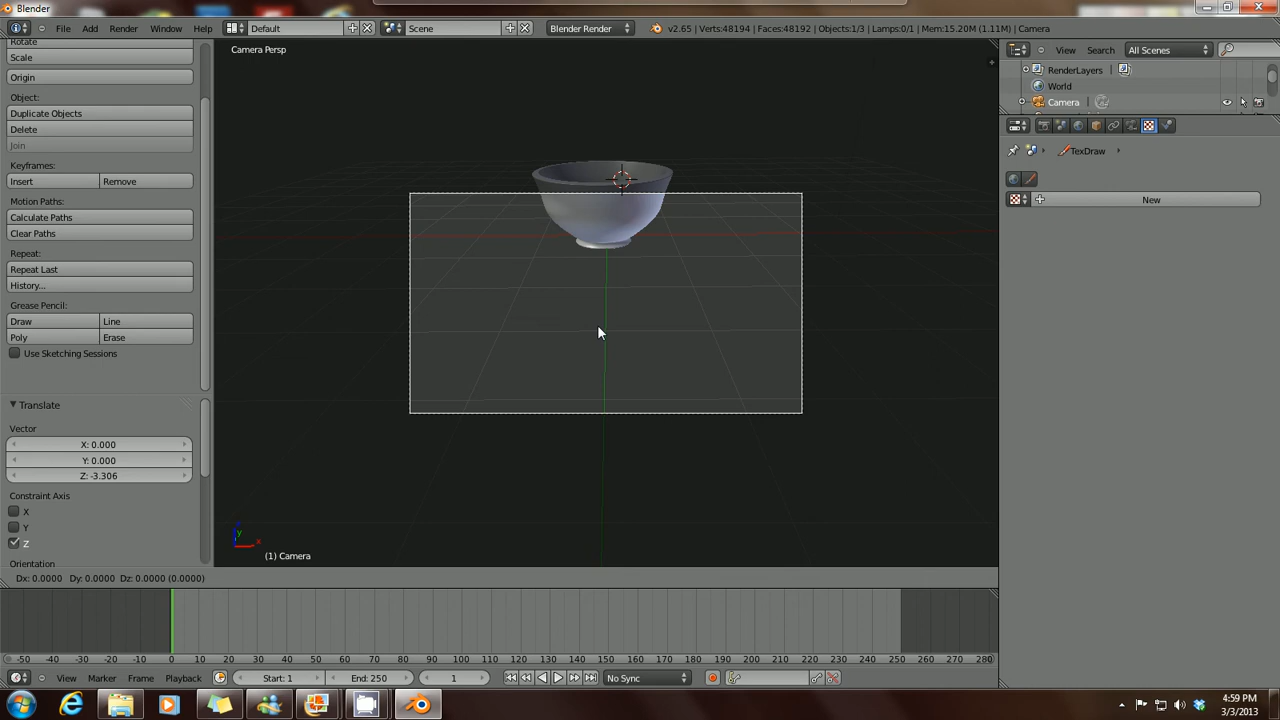 Blender
File Add Render Window Help Default Scene Blender Render v2.65 | Verts:48194 | Faces:48192 | Objects:1/3 | Lamps:0/1 | Mem:15.20M (1.11M) | Camera
Rotate
Scale
Origin
Object:
Duplicate Objects
Delete
Join
Keyframes:
Insert Remove
Motion Paths:
Calculate Paths
Clear Paths
Repeat:
Repeat Last
History...
Grease Pencil:
Draw Line
Poly Erase
Use Sketching Sessions
Translate
Vector
X: 0.000
Y: 0.000
Z: -3.306
Constraint Axis
X
Y
Z
Orientation
Camera Persp
y
x
(1) Camera
Dx: 0.0000 Dy: 0.0000 Dz: 0.0000 (0.0000)
View Search All Scenes
RenderLayers
World
Camera
TexDraw
New
-50 -40 -30 -20 -10 0 10 20 30 40 50 60 70 80 90 100 110 120 130 140 150 160 170 180 190 200 210 220 230 240 250 260 270 280
View Marker Frame Playback Start: 1 End: 250 1 No Sync
4:59 PM
3/3/2013